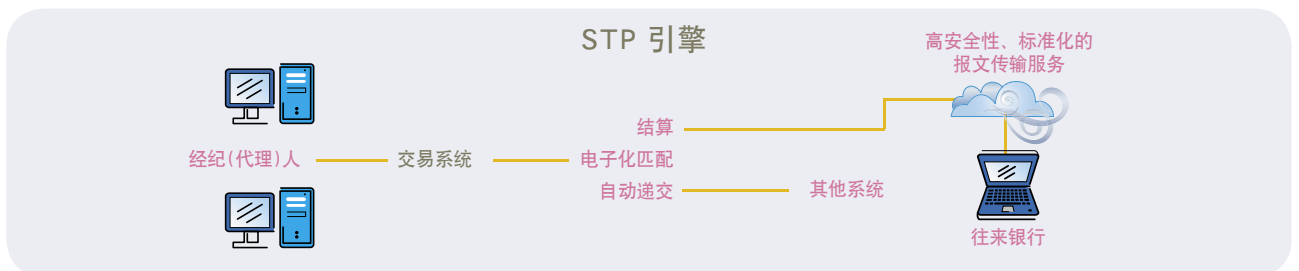 STP 引擎
高安全性、标准化的
报文传输服务
结算
经纪(代理)人
交易系统
电子化匹配
自动递交
其他系统
往来银行